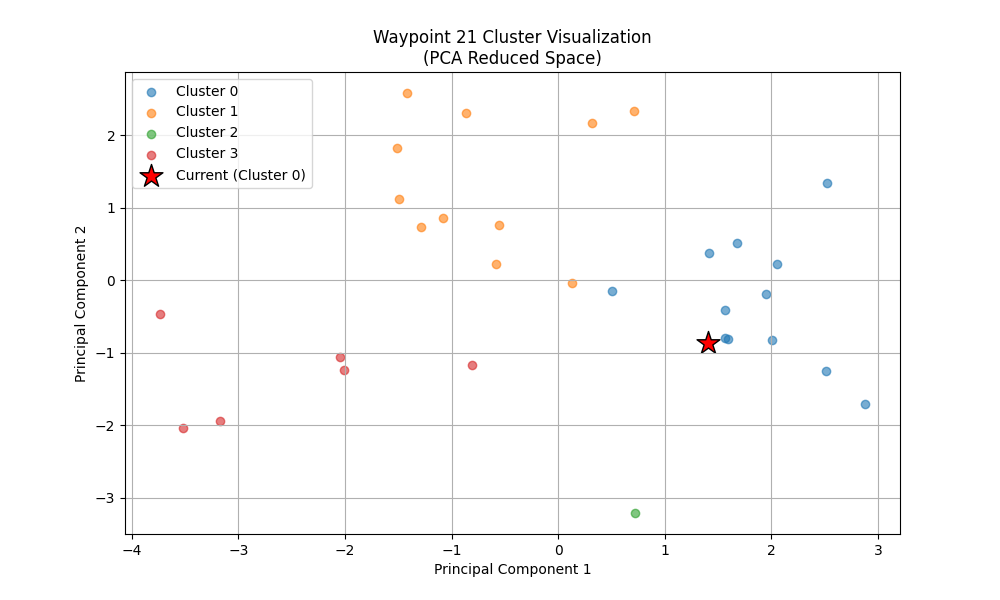 Waypoint 21 Cluster Visualization
(PCA Reduced Space)
Cluster 0
Cluster 1
Cluster 2
Cluster 3
Current (Cluster 0)
Principal Component 2
2
1
0
−1
−2
−3
−4
−3
−2
−1
0
1
2
3
Principal Component 1